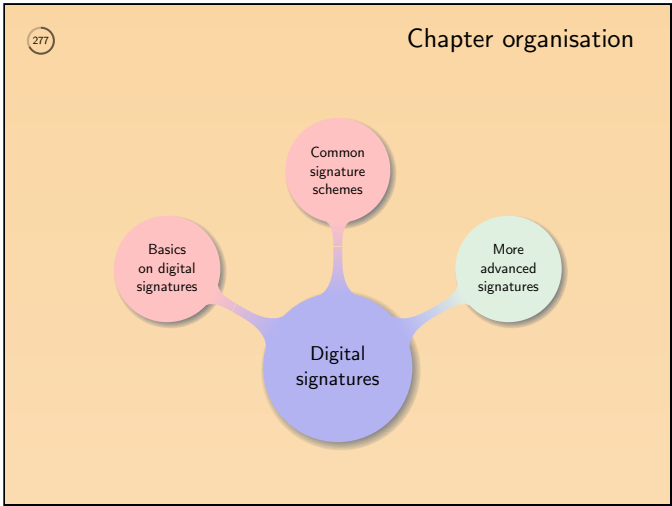 277
Chapter organisation
Common
signature
schemes
Basics
on digital
signatures
More
advanced
signatures
Digital
signatures